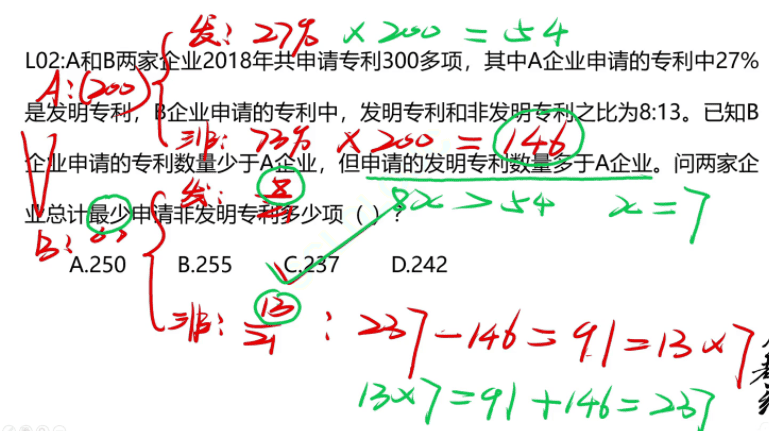 发：27% × 200 = 54
L02:A和B两家企业2018年共申请专利300多项，其中A企业申请的专利中27%
A：(200)
是发明专利，B企业申请的专利中，发明专利和非发明专利之比为8:13。已知B
非：73% × 200 = 146
企业申请的专利数量少于A企业，但申请的发明专利数量多于A企业。问两家企
发：8
8x > 54 x = 7
业总计最少申请非发明专利多少项（ ）？
B：
A.250 B.255 C.237 D.242
非：13/21 ：237-146=91=13×7
13×7=91+146=237